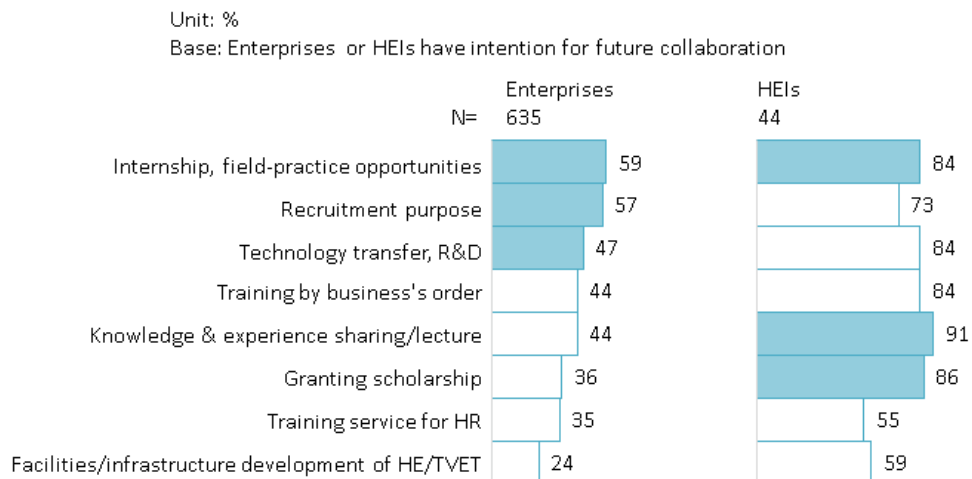 Unit: %
Base: Enterprises or HEIs have intention for future collaboration
Enterprises HEIs
N= 635 44
Internship, field-practice opportunities 59 84
Recruitment purpose 57 73
Technology transfer, R&D 47 84
Training by business's order 44 84
Knowledge & experience sharing/lecture 44 91
Granting scholarship 36 86
Training service for HR 35 55
Facilities/infrastructure development of HE/TVET 24 59